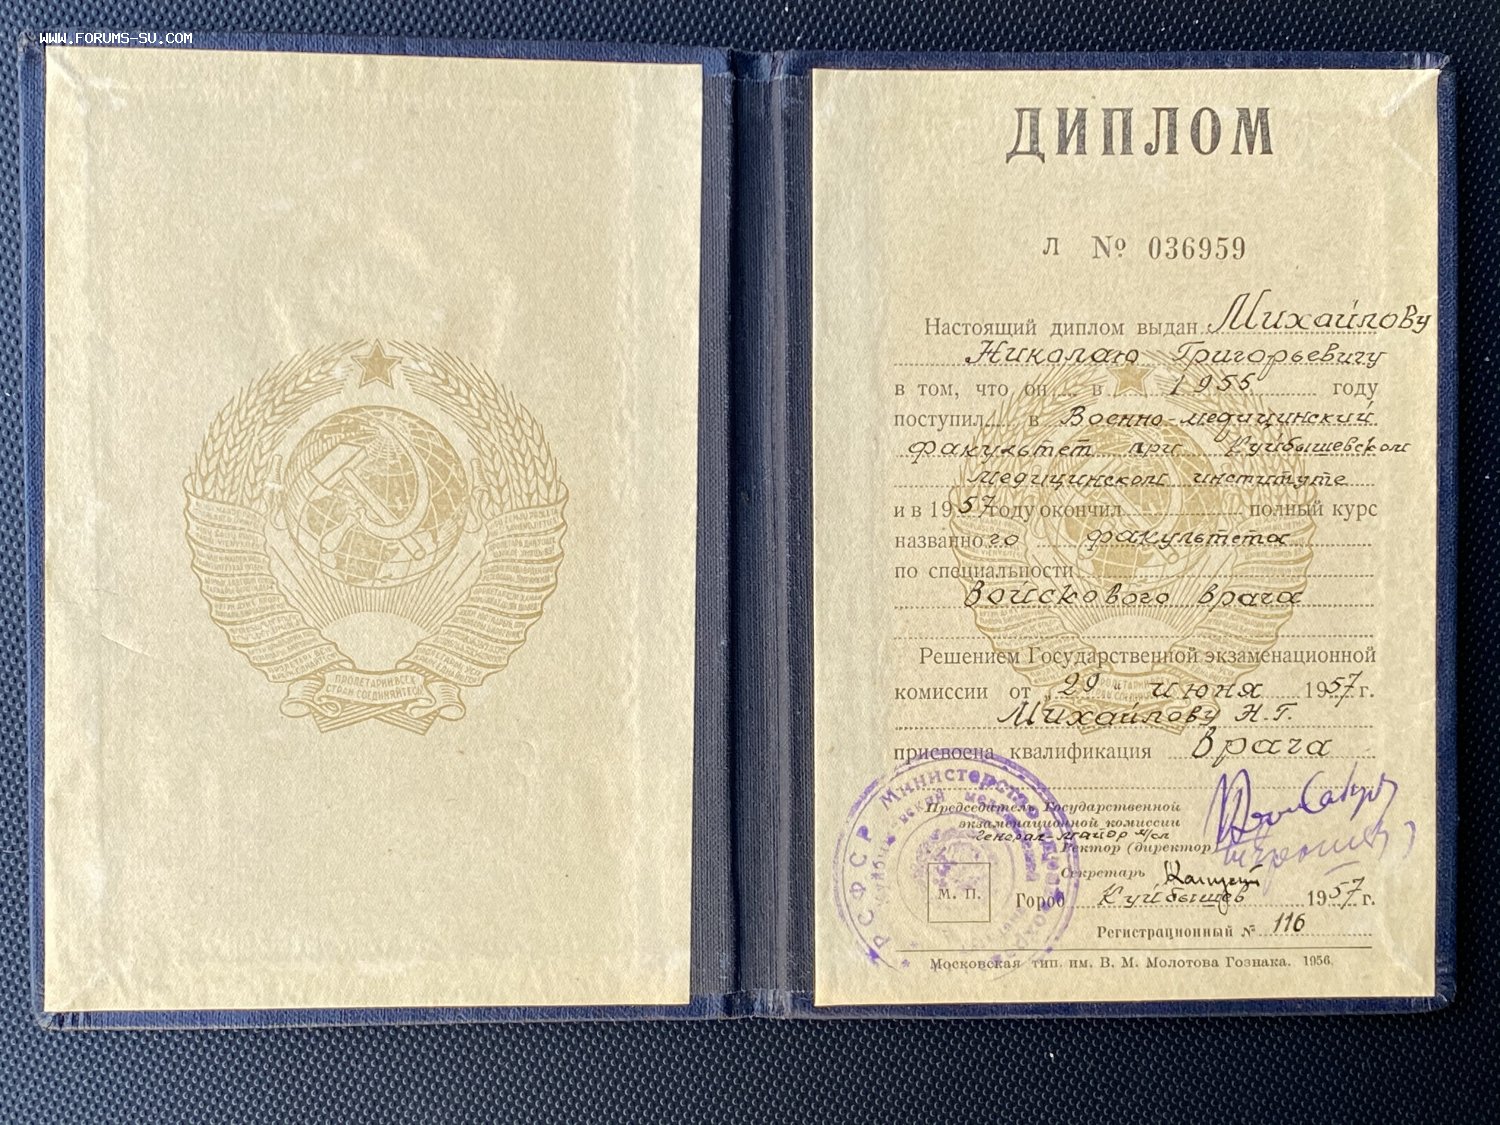 WWW.FORUMS-SU.COM
ПРОЛЕТАРИИ ВСЕХ
СТРАН СОЕДИНЯЙТЕСЬ!
ДИПЛОМ
Л № 036959
Настоящий диплом выдан Михайлову
Николаю Григорьевичу
в том, что он в 1955 году
поступил в Военно-медицинский
факультет при Куйбышевском
медицинском институте
и в 1957 году окончил полный курс
названного факультета
по специальности
Войскового врача
Решением Государственной экзаменационной
комиссии от „29“ июня 1957 г.
Михайлову Н.Г.
присвоена квалификация Врача
Председатель Государственной
экзаменационной комиссии
Генерал-майор м/сл
Ректор (директор
Секретарь
М. П.
Город Куйбышев 1957 г.
Регистрационный № 116
Московская тип. им. В. М. Молотова Гознака. 1956.
РСФСР Министерство